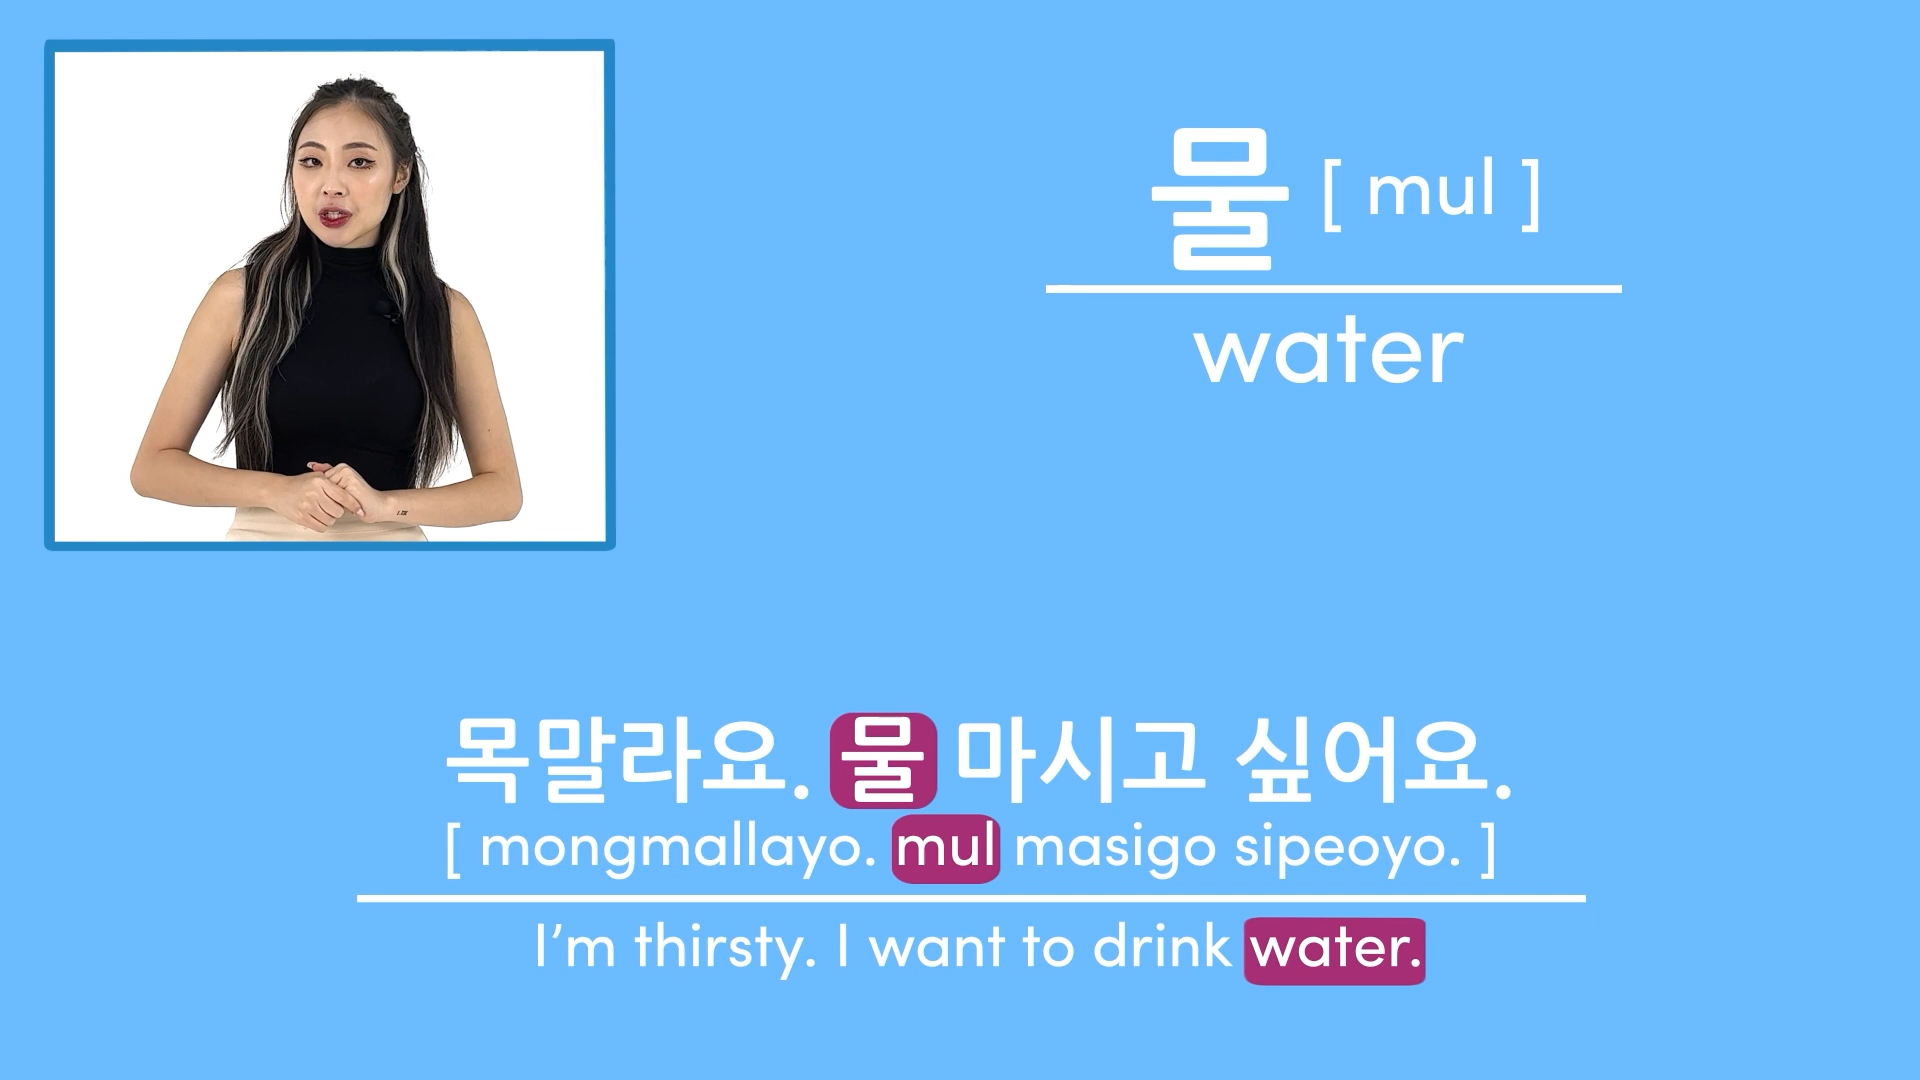 물 [ mul ]
water
목말라요. 물 마시고 싶어요.
[ mongmallayo. mul masigo sipeoyo. ]
I’m thirsty. I want to drink water.